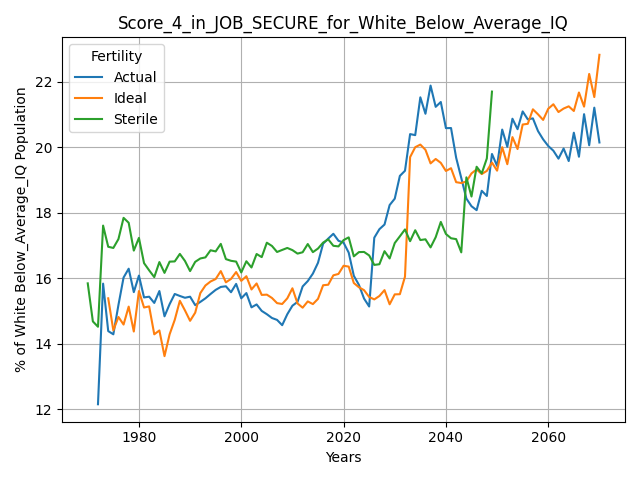 Score_4_in_JOB_SECURE_for_White_Below_Average_IQ
Fertility
Actual
Ideal
Sterile
% of White Below_Average_IQ Population
22
20
18
16
14
12
1980
2000
2020
2040
2060
Years